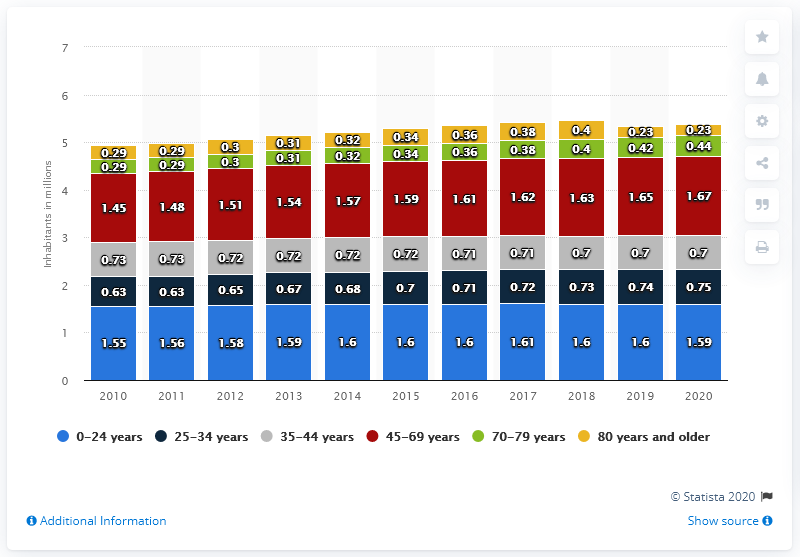 7
6
5
4
3
2
1
0
Inhabitants in millions
0.29 0.29 0.3 0.31 0.32 0.34 0.36 0.38 0.4 0.23 0.23
0.29 0.29 0.3 0.31 0.32 0.34 0.36 0.38 0.4 0.42 0.44
1.45 1.48 1.51 1.54 1.57 1.59 1.61 1.62 1.63 1.65 1.67
0.73 0.73 0.72 0.72 0.72 0.72 0.71 0.71 0.7 0.7 0.7
0.63 0.63 0.65 0.67 0.68 0.7 0.71 0.72 0.73 0.74 0.75
1.55 1.56 1.58 1.59 1.6 1.6 1.6 1.61 1.6 1.6 1.59
2010 2011 2012 2013 2014 2015 2016 2017 2018 2019 2020
0-24 years 25-34 years 35-44 years 45-69 years 70-79 years 80 years and older
© Statista 2020
Additional Information Show source